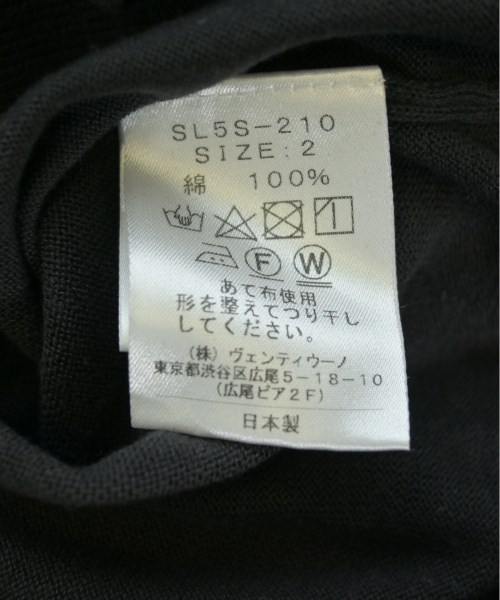 SL5S-210
SIZE:2
綿 100%
F W
あて布使用
形を整えてつり干し
してください。
(株)ヴェンティウーノ
東京都渋谷区広尾5-18-10
(広尾ピア2F)
日本製